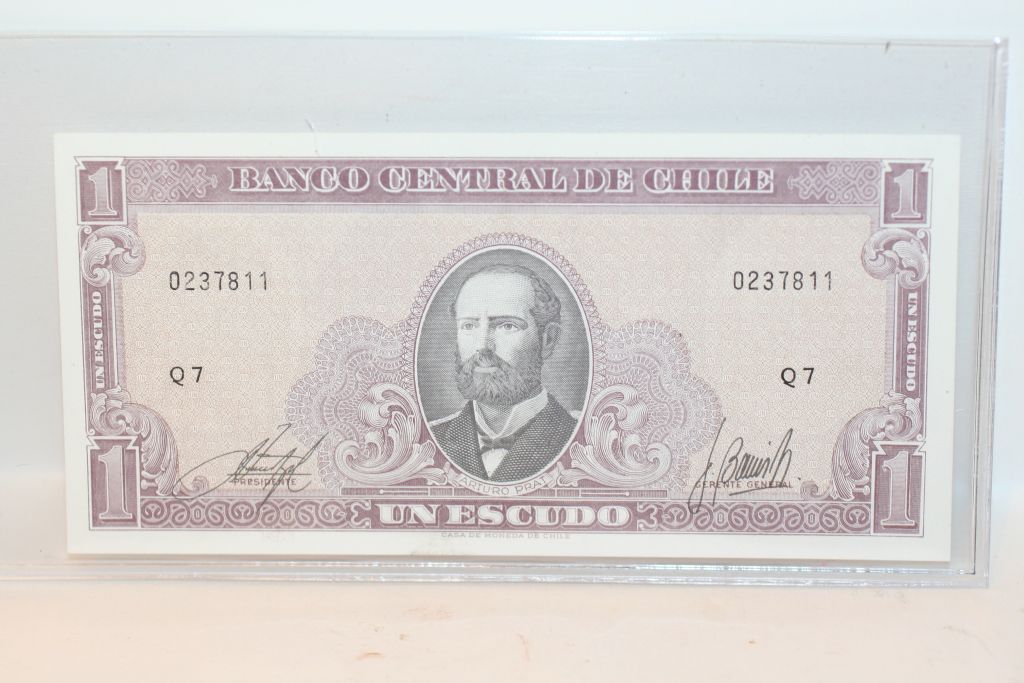 1 BANCO CENTRAL DE CHILE 1
0237811 0237811
UN ESCUDO UN ESCUDO
Q7 Q7
PRESIDENTE ARTURO PRAT GERENTE GENERAL
1 UN ESCUDO 1
CASA DE MONEDA DE CHILE